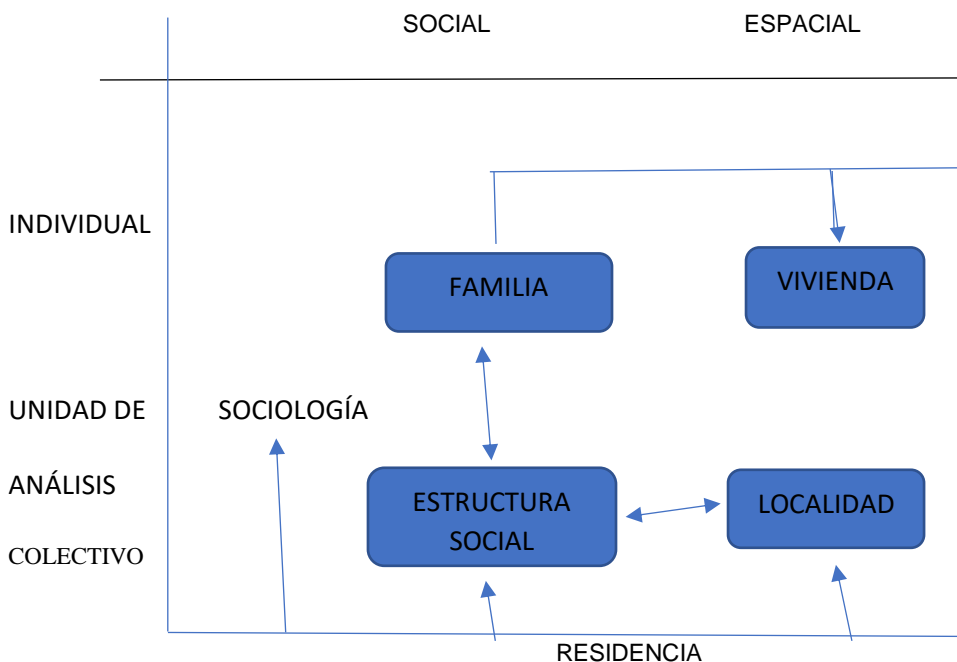 SOCIAL
ESPACIAL
INDIVIDUAL
FAMILIA
VIVIENDA
UNIDAD DE
SOCIOLOGÍA
ANÁLISIS
ESTRUCTURA
SOCIAL
LOCALIDAD
COLECTIVO
RESIDENCIA